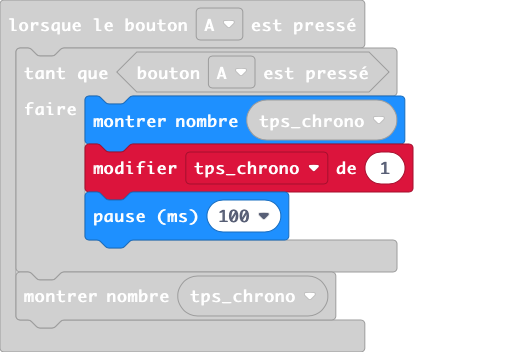 lorsque le bouton A est pressé
tant que bouton A est pressé
faire
montrer nombre tps_chrono
modifier tps_chrono de 1
pause (ms) 100
montrer nombre tps_chrono